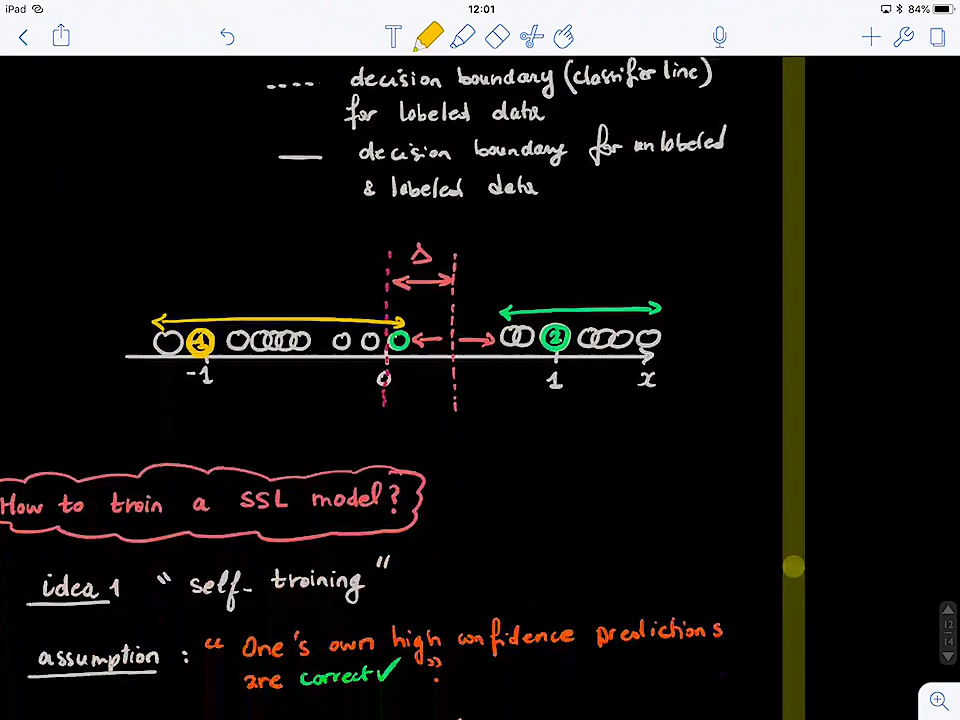 iPad 12:01 84%
T
decision boundary (classifier line)
for labeled data
decision boundary for unlabeled
& labeled data
Δ
1 2
-1 0 1 x
How to train a SSL model?
idea 1 " self-training "
assumption : " One's own high confidence predictions
are correct ✓ ".
12
14